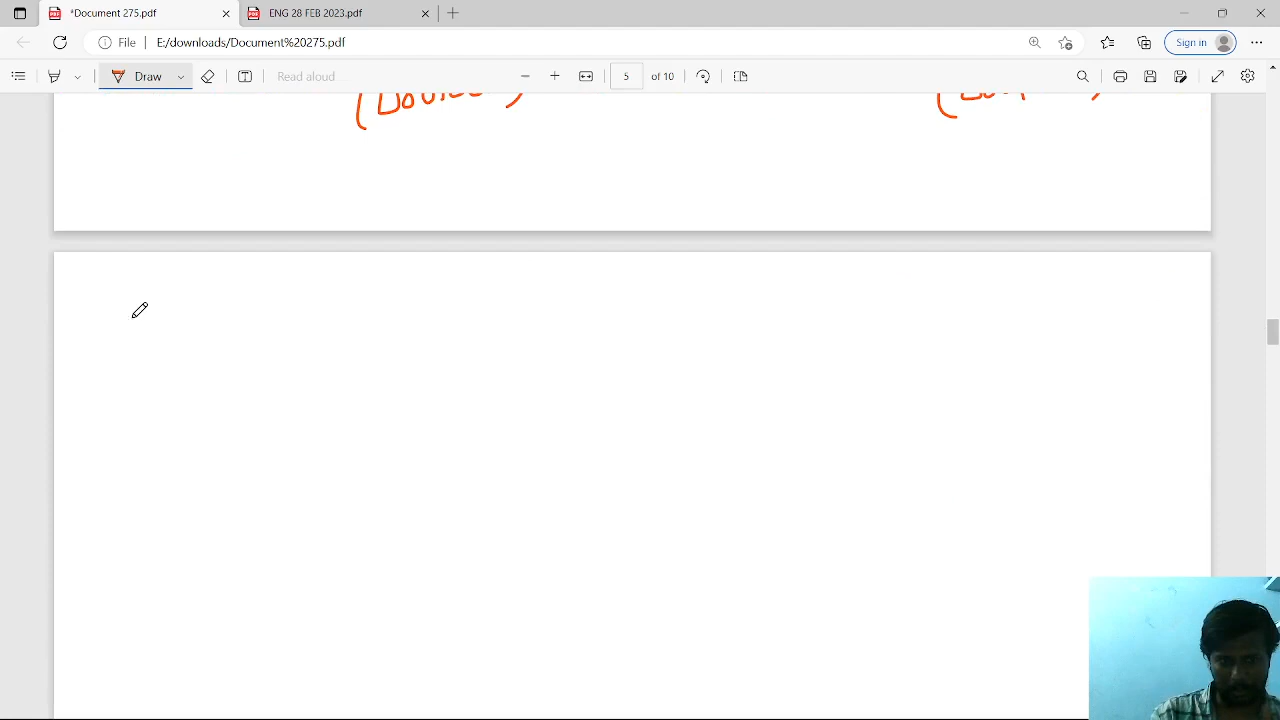 *Document 275.pdf
ENG 28 FEB 2023.pdf
File
E:/downloads/Document%20275.pdf
Sign in
Draw
Read aloud
5
of 10